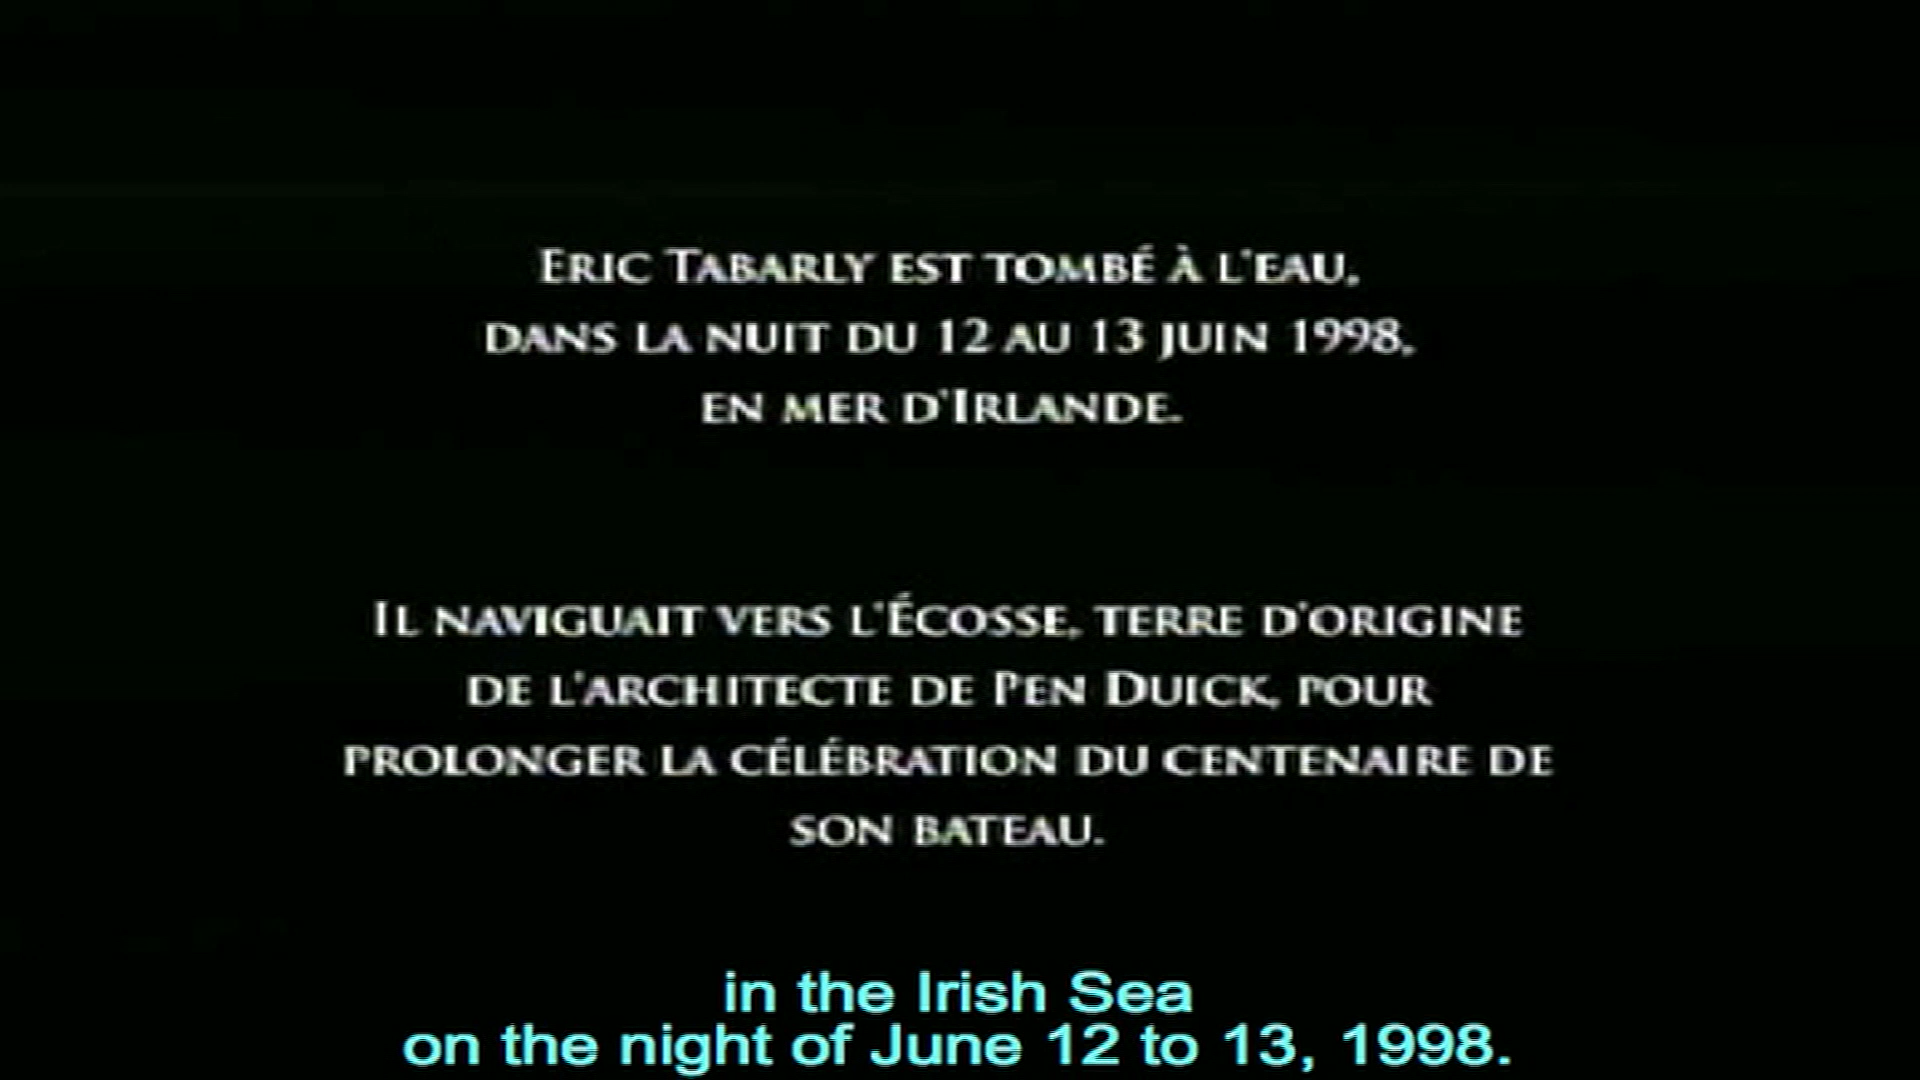 Eric Tabarly est tombé à l'eau,
dans la nuit du 12 au 13 juin 1998,
en mer d'Irlande.
Il naviguait vers l'Écosse, terre d'origine
de l'architecte de Pen Duick, pour
prolonger la célébration du centenaire de
son bateau.
in the Irish Sea
on the night of June 12 to 13, 1998.